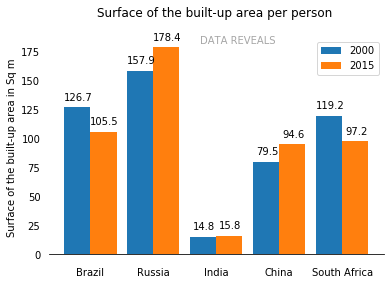 Surface of the built-up area per person
DATA REVEALS
2000
2015
Surface of the built-up area in Sq m
175
150
125
100
75
50
25
0
126.7
105.5
157.9
178.4
14.8
15.8
79.5
94.6
119.2
97.2
Brazil
Russia
India
China
South Africa